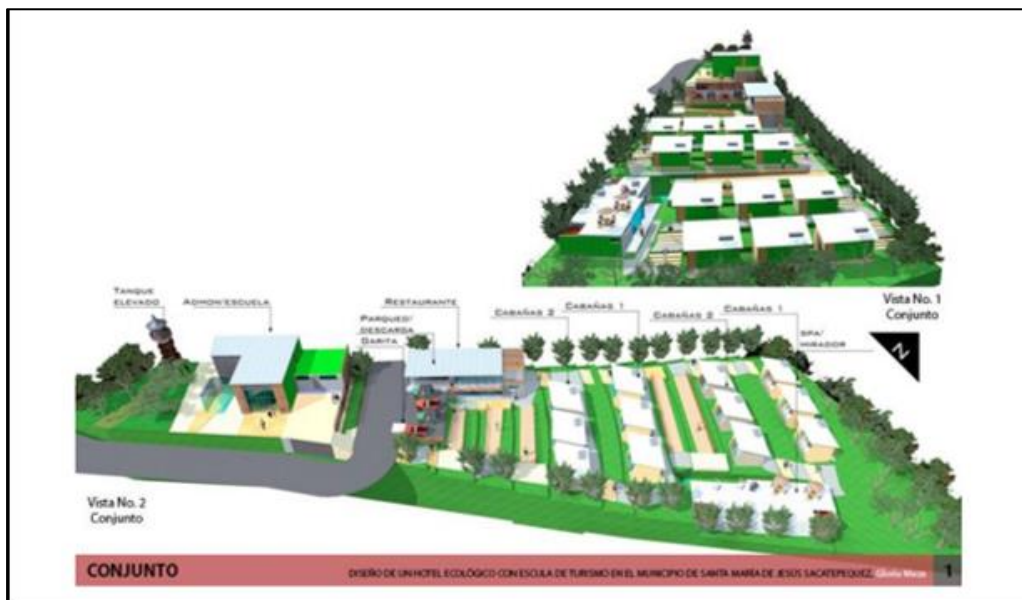 Vista No. 1
Conjunto
N
TANQUE
ELEVADO
ADMON/ESCUELA
RESTAURANTE
PARQUEO/
DESCARGA
GARITA
CABAÑAS 2
CABAÑAS 1
CABAÑAS 2
CABAÑAS 1
SPA/
MIRADOR
Vista No. 2
Conjunto
CONJUNTO
DISEÑO DE UN HOTEL ECOLÓGICO CON ESCULA DE TURISMO EN EL MUNICIPIO DE SANTA MARÍA DE JESÚS SACATEPEQUEZ,
1